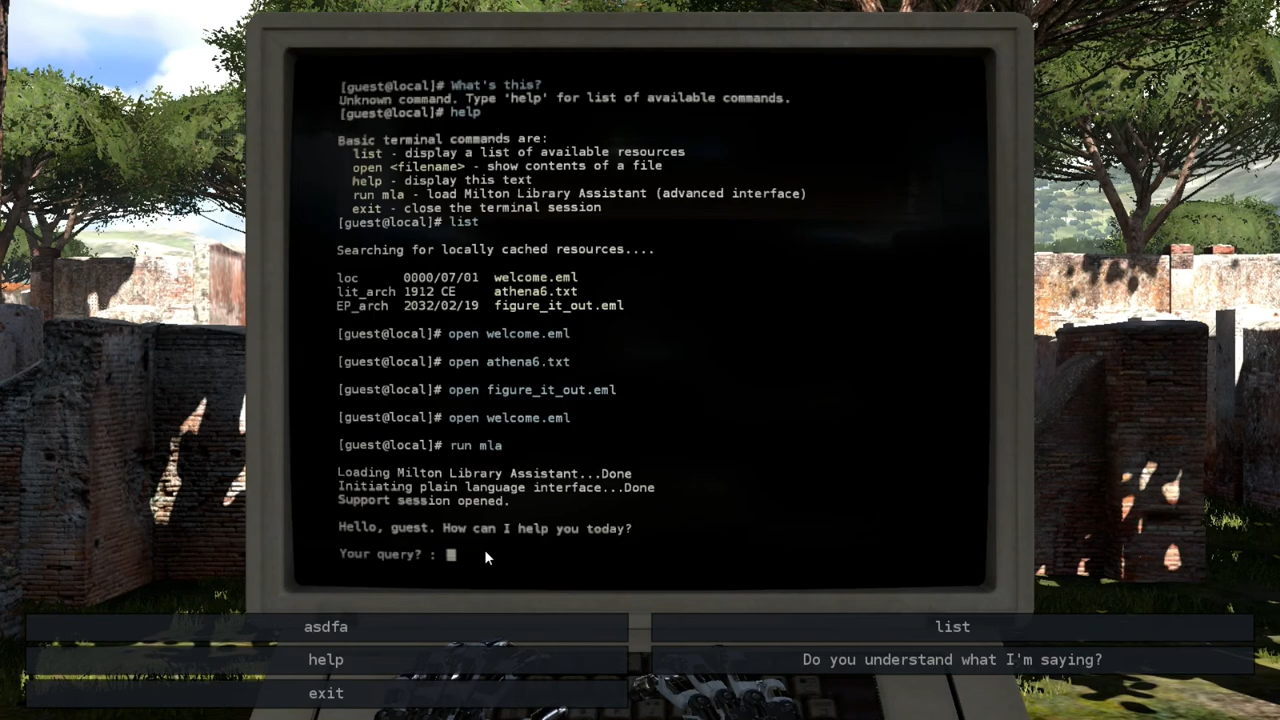 [guest@local]# What's this?
Unknown command. Type 'help' for list of available commands.
[guest@local]# help
Basic terminal commands are:
list - display a list of available resources
open <filename> - show contents of a file
help - display this text
run mla - load Milton Library Assistant (advanced interface)
exit - close the terminal session
[guest@local]# list
Searching for locally cached resources....
loc 0000/07/01 welcome.eml
lit_arch 1912 CE athena6.txt
EP_arch 2032/02/19 figure_it_out.eml
[guest@local]# open welcome.eml
[guest@local]# open athena6.txt
[guest@local]# open figure_it_out.eml
[guest@local]# open welcome.eml
[guest@local]# run mla
Loading Milton Library Assistant...Done
Initiating plain language interface...Done
Support session opened.
Hello, guest. How can I help you today?
Your query? :
asdfa
list
help
Do you understand what I'm saying?
exit